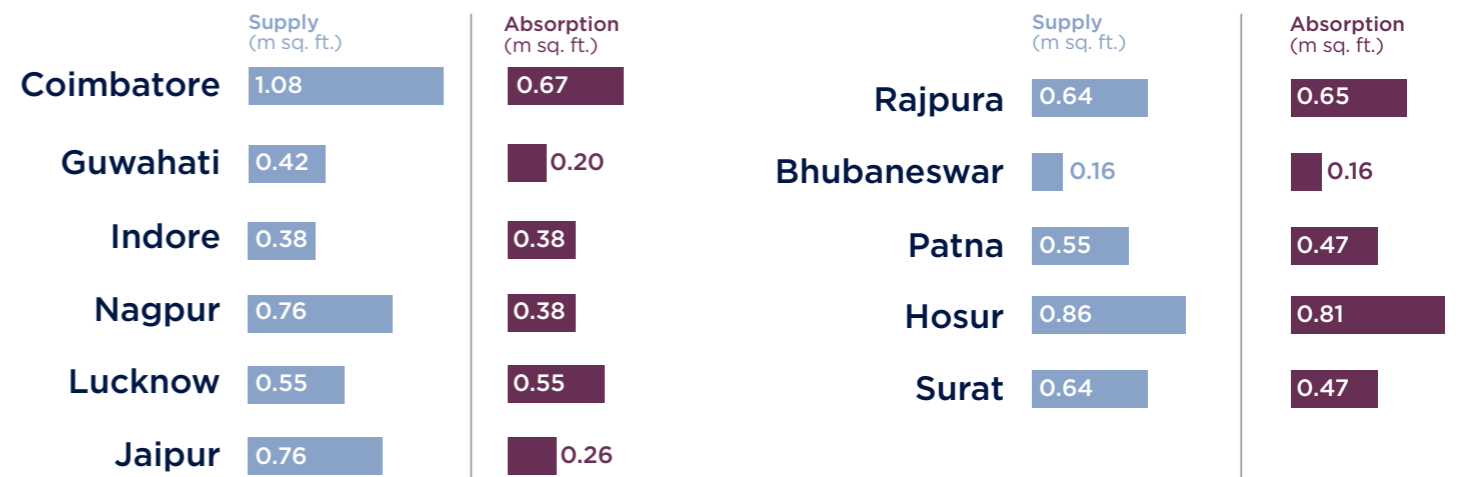 Supply
(m sq. ft.)
Absorption
(m sq. ft.)
Coimbatore 1.08 0.67
Guwahati 0.42 0.20
Indore 0.38 0.38
Nagpur 0.76 0.38
Lucknow 0.55 0.55
Jaipur 0.76 0.26
Supply
(m sq. ft.)
Absorption
(m sq. ft.)
Rajpura 0.64 0.65
Bhubaneswar 0.16 0.16
Patna 0.55 0.47
Hosur 0.86 0.81
Surat 0.64 0.47